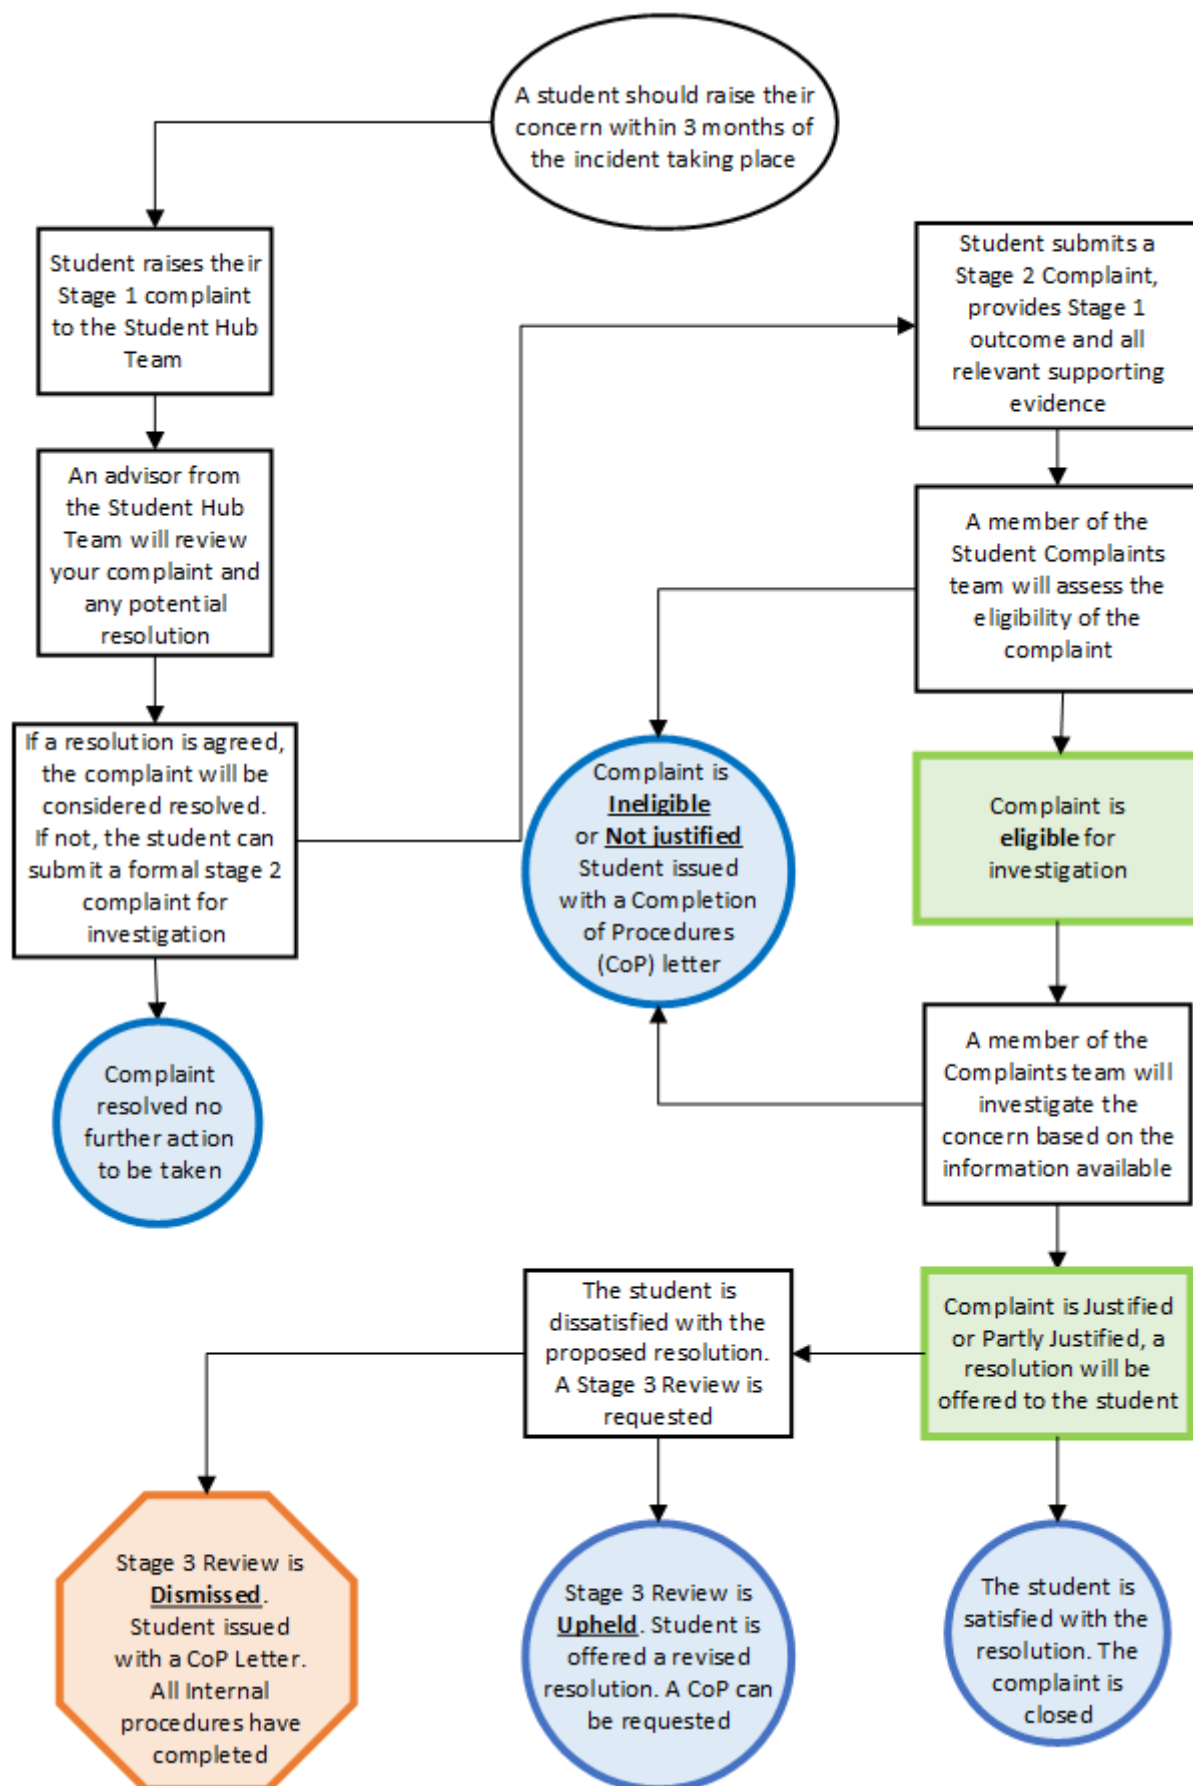 A student should raise their
concern within 3 months of
the incident taking place
Student raises their
Stage 1 complaint
to the Student Hub
Team
An advisor from
the Student Hub
Team will review
your complaint and
any potential
resolution
If a resolution is agreed,
the complaint will be
considered resolved.
If not, the student can
submit a formal stage 2
complaint for
investigation
Complaint
resolved no
further action
to be taken
Student submits a
Stage 2 Complaint,
provides Stage 1
outcome and all
relevant supporting
evidence
A member of the
Student Complaints
team will assess the
eligibility of the
complaint
Complaint is
Ineligible
or Not justified
Student issued
with a Completion
of Procedures
(CoP) letter
Complaint is
eligible for
investigation
A member of the
Complaints team will
investigate the
concern based on the
information available
Complaint is Justified
or Partly Justified, a
resolution will be
offered to the student
The student is
dissatisfied with the
proposed resolution.
A Stage 3 Review is
requested
Stage 3 Review is
Dismissed.
Student issued
with a CoP Letter.
All Internal
procedures have
completed
Stage 3 Review is
Upheld. Student is
offered a revised
resolution. A CoP can
be requested
The student is
satisfied with the
resolution. The
complaint is
closed